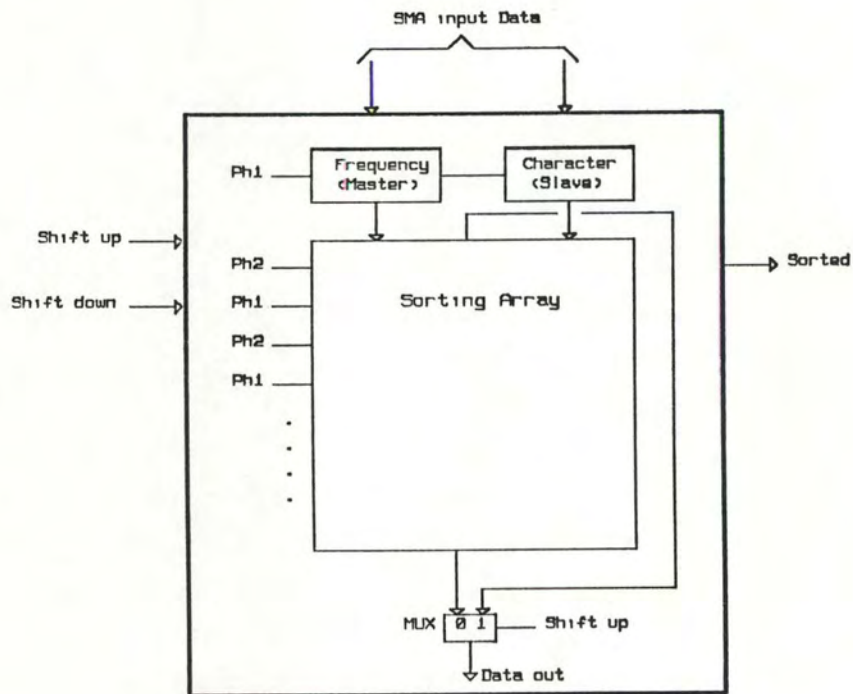 SMA input Data
Ph1
Frequency
(Master)
Character
(Slave)
Shift up
Shift down
Ph2
Ph1
Ph2
Ph1
Sorting Array
Sorted
MUX
0 1
Shift up
Data out